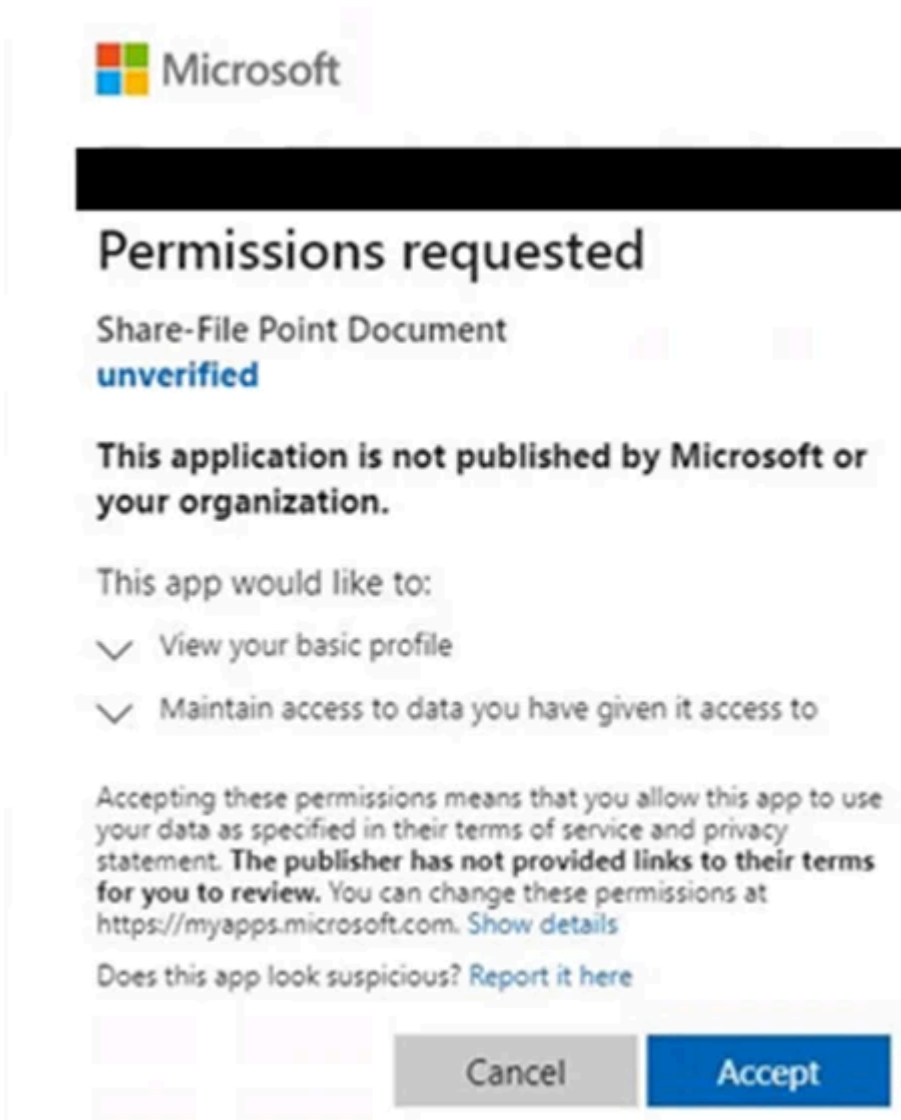 Microsoft
Permissions requested
Share-File Point Document
unverified
This application is not published by Microsoft or
your organization.
This app would like to:
View your basic profile
Maintain access to data you have given it access to
Accepting these permissions means that you allow this app to use
your data as specified in their terms of service and privacy
statement. The publisher has not provided links to their terms
for you to review. You can change these permissions at
https://myapps.microsoft.com. Show details
Does this app look suspicious? Report it here
Cancel Accept